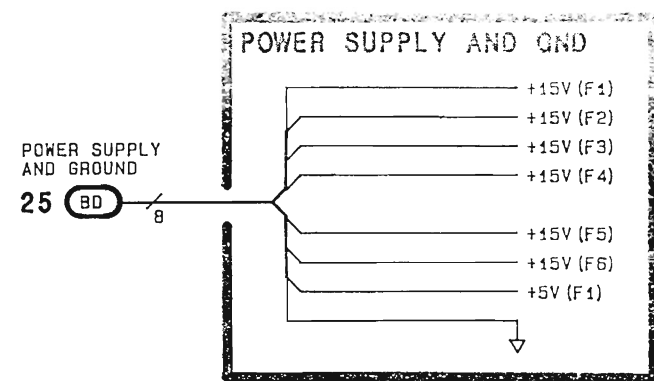 POWER SUPPLY AND GND
+15V (F1)
+15V (F2)
+15V (F3)
+15V (F4)
POWER SUPPLY
AND GROUND
25 BD
8
+15V (F5)
+15V (F6)
+5V (F1)